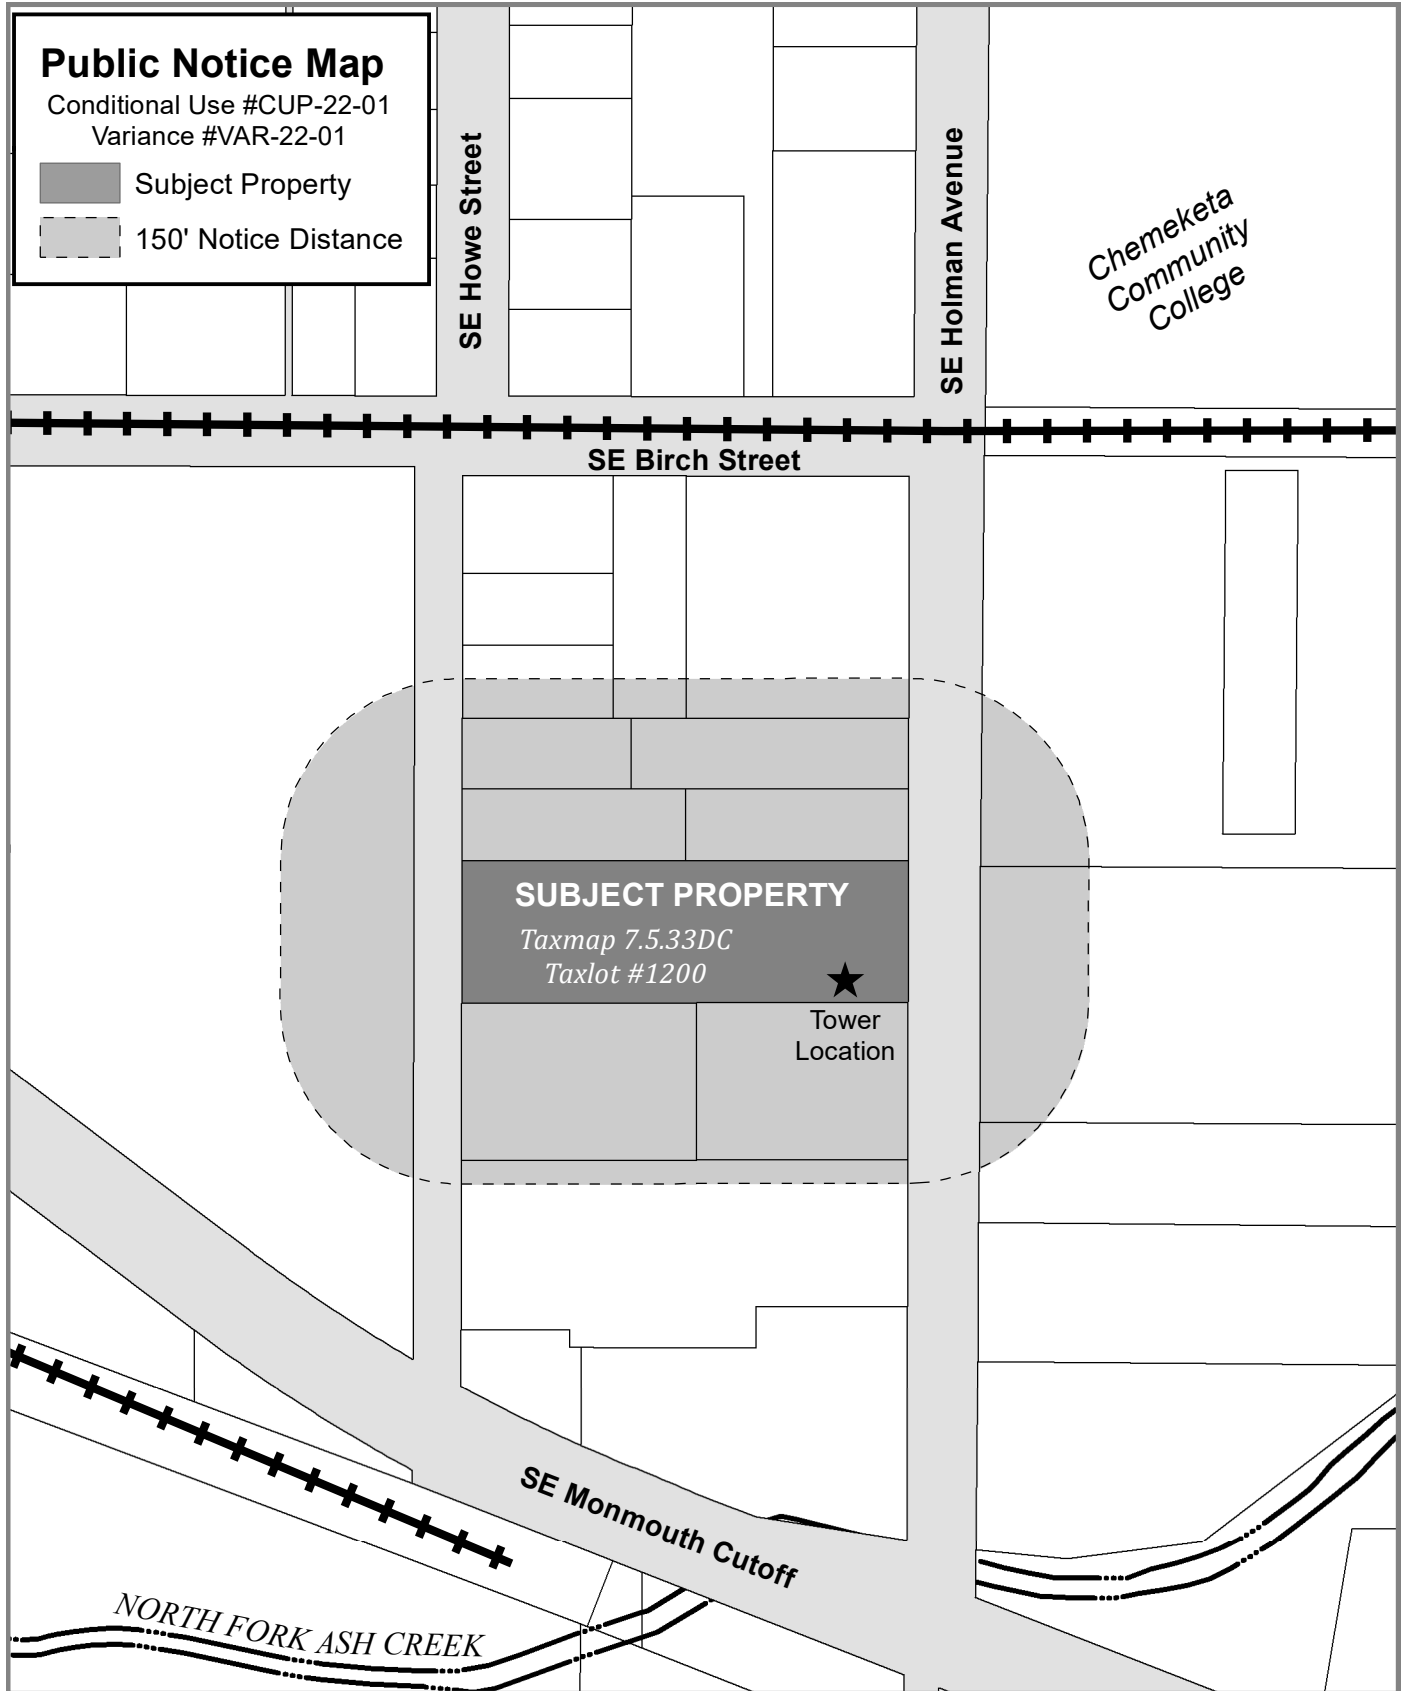 Public Notice Map
Conditional Use #CUP-22-01
Variance #VAR-22-01
Subject Property
150' Notice Distance
SE Howe Street
SE Holman Avenue
Chemeketa
Community
College
SE Birch Street
SUBJECT PROPERTY
Taxmap 7.5.33DC
Taxlot #1200
Tower
Location
SE Monmouth Cutoff
NORTH FORK ASH CREEK